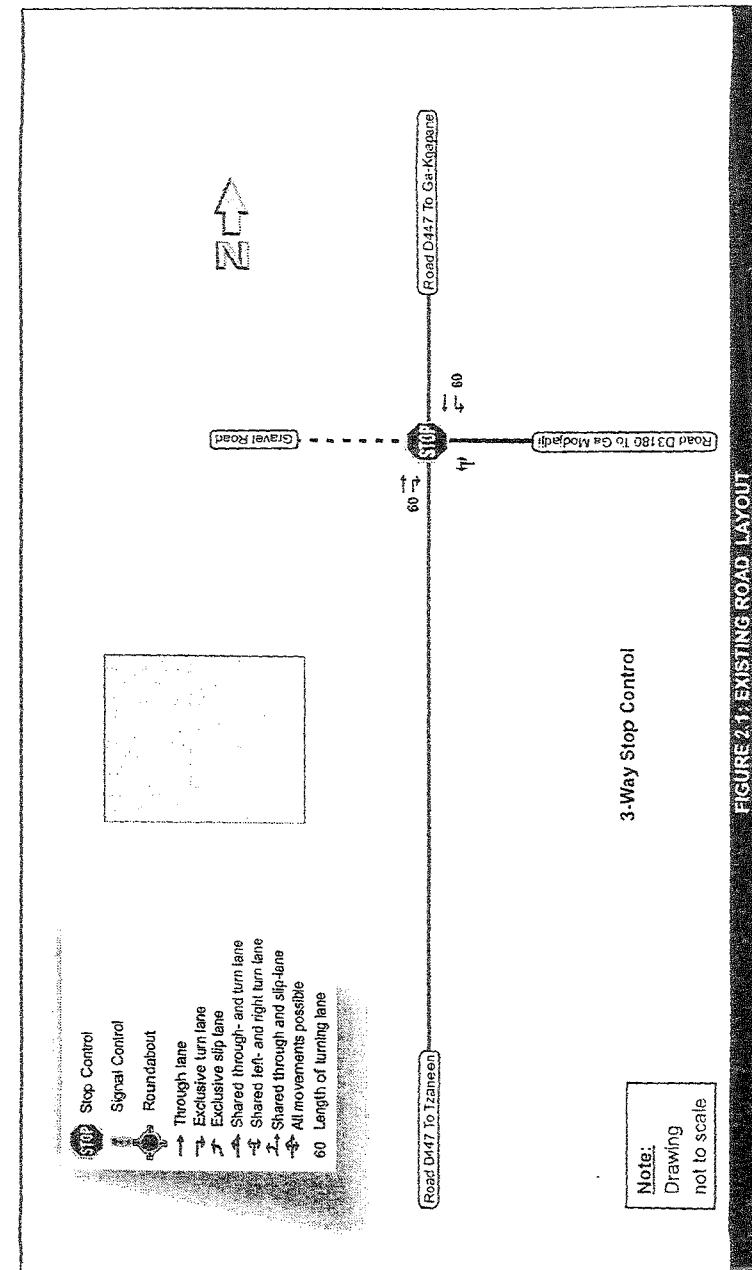 STOP Stop Control
Signal Control
Roundabout
Through lane
Exclusive turn lane
Exclusive slip lane
Shared through- and turn lane
Shared left- and right turn lane
Shared through and slip-lane
All movements possible
60 Length of turning lane
N
Gravel Road
Road D447 To Tzaneen
60
STOP
60
Road D447 To Ga-Kgapane
Road D3180 To Ga Modjadji
3-Way Stop Control
Note:
Drawing
not to scale
FIGURE 2.1: EXISTING ROAD LAYOUT